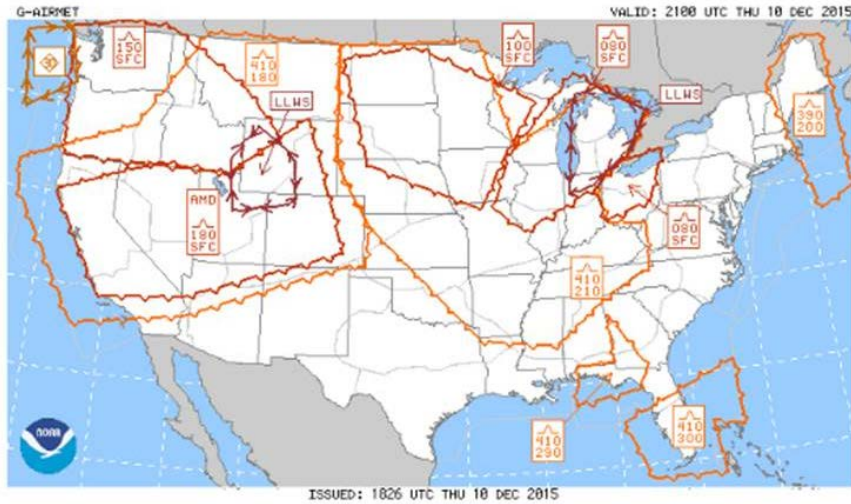 G-AIRMET
VALID: 2100 UTC THU 10 DEC 2015
150
SFC
410
180
LLWS
100
SFC
080
SFC
LLWS
390
200
AMD
180
SFC
080
SFC
410
210
410
290
410
300
NOAA
ISSUED: 1826 UTC THU 10 DEC 2015